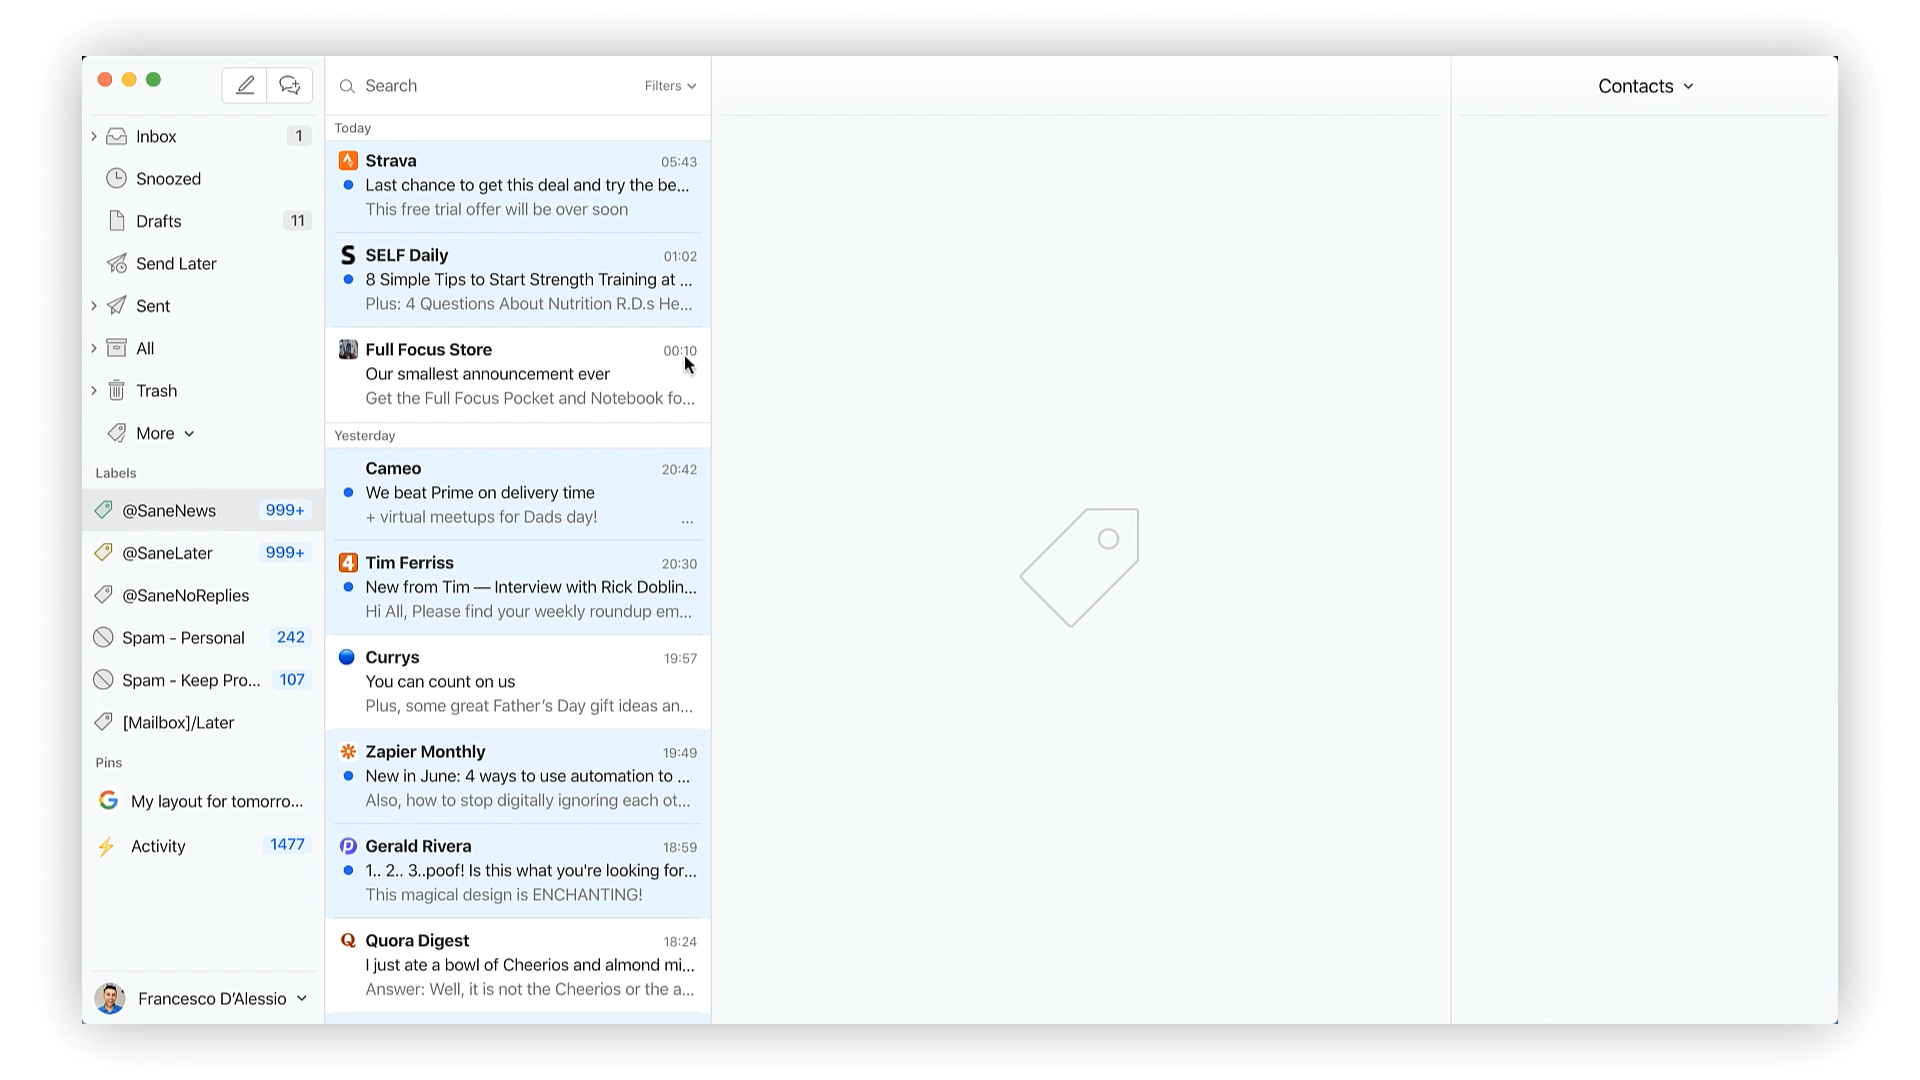 Search
Filters
Contacts
Inbox 1
Snoozed
Drafts 11
Send Later
Sent
All
Trash
More
Labels
@SaneNews 999+
@SaneLater 999+
@SaneNoReplies
Spam - Personal 242
Spam - Keep Pro... 107
[Mailbox]/Later
Pins
My layout for tomorro...
Activity 1477
Francesco D'Alessio
Today
Strava 05:43
Last chance to get this deal and try the be...
This free trial offer will be over soon
S SELF Daily 01:02
8 Simple Tips to Start Strength Training at ...
Plus: 4 Questions About Nutrition R.D.s He...
Full Focus Store 00:10
Our smallest announcement ever
Get the Full Focus Pocket and Notebook fo...
Yesterday
Cameo 20:42
We beat Prime on delivery time
+ virtual meetups for Dads day! ...
4 Tim Ferriss 20:30
New from Tim — Interview with Rick Doblin...
Hi All, Please find your weekly roundup em...
Currys 19:57
You can count on us
Plus, some great Father's Day gift ideas an...
Zapier Monthly 19:49
New in June: 4 ways to use automation to ...
Also, how to stop digitally ignoring each ot...
Gerald Rivera 18:59
1.. 2.. 3..poof! Is this what you're looking for...
This magical design is ENCHANTING!
Q Quora Digest 18:24
I just ate a bowl of Cheerios and almond mi...
Answer: Well, it is not the Cheerios or the a...